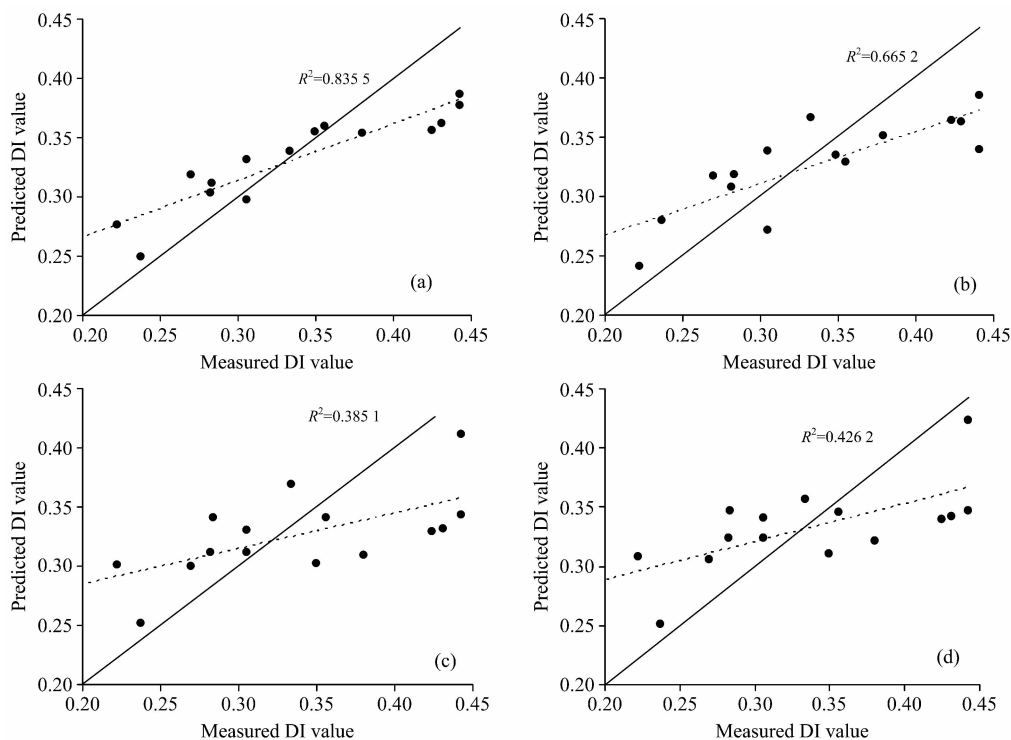 0.45
0.40
0.35
0.30
0.25
0.20
Predicted DI value
R²=0.835 5
(a)
0.20 0.25 0.30 0.35 0.40 0.45
Measured DI value
0.45
0.40
0.35
0.30
0.25
0.20
Predicted DI value
R²=0.665 2
(b)
0.20 0.25 0.30 0.35 0.40 0.45
Measured DI value
0.45
0.40
0.35
0.30
0.25
0.20
Predicted DI value
R²=0.385 1
(c)
0.20 0.25 0.30 0.35 0.40 0.45
Measured DI value
0.45
0.40
0.35
0.30
0.25
0.20
Predicted DI value
R²=0.426 2
(d)
0.20 0.25 0.30 0.35 0.40 0.45
Measured DI value